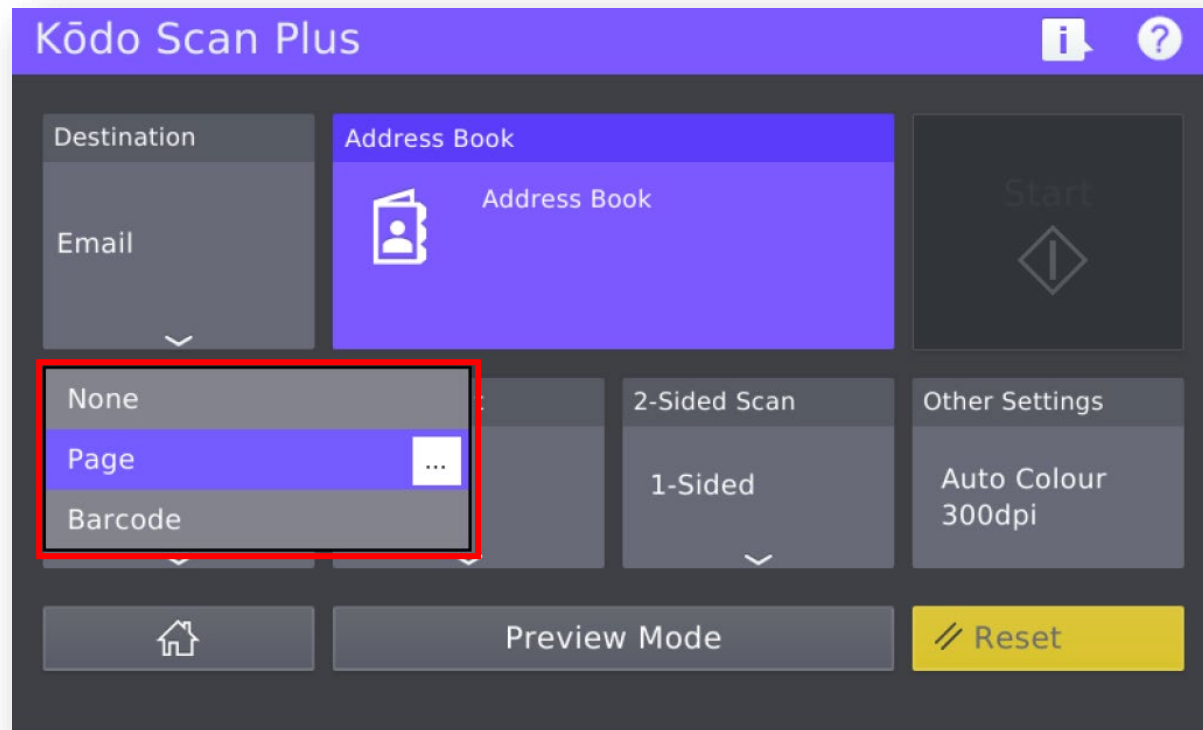 Kōdo Scan Plus
i ?
Destination
Address Book
Email
Address Book
Start
None
Page ...
Barcode
2-Sided Scan
1-Sided
Other Settings
Auto Colour
300dpi
Preview Mode
Reset